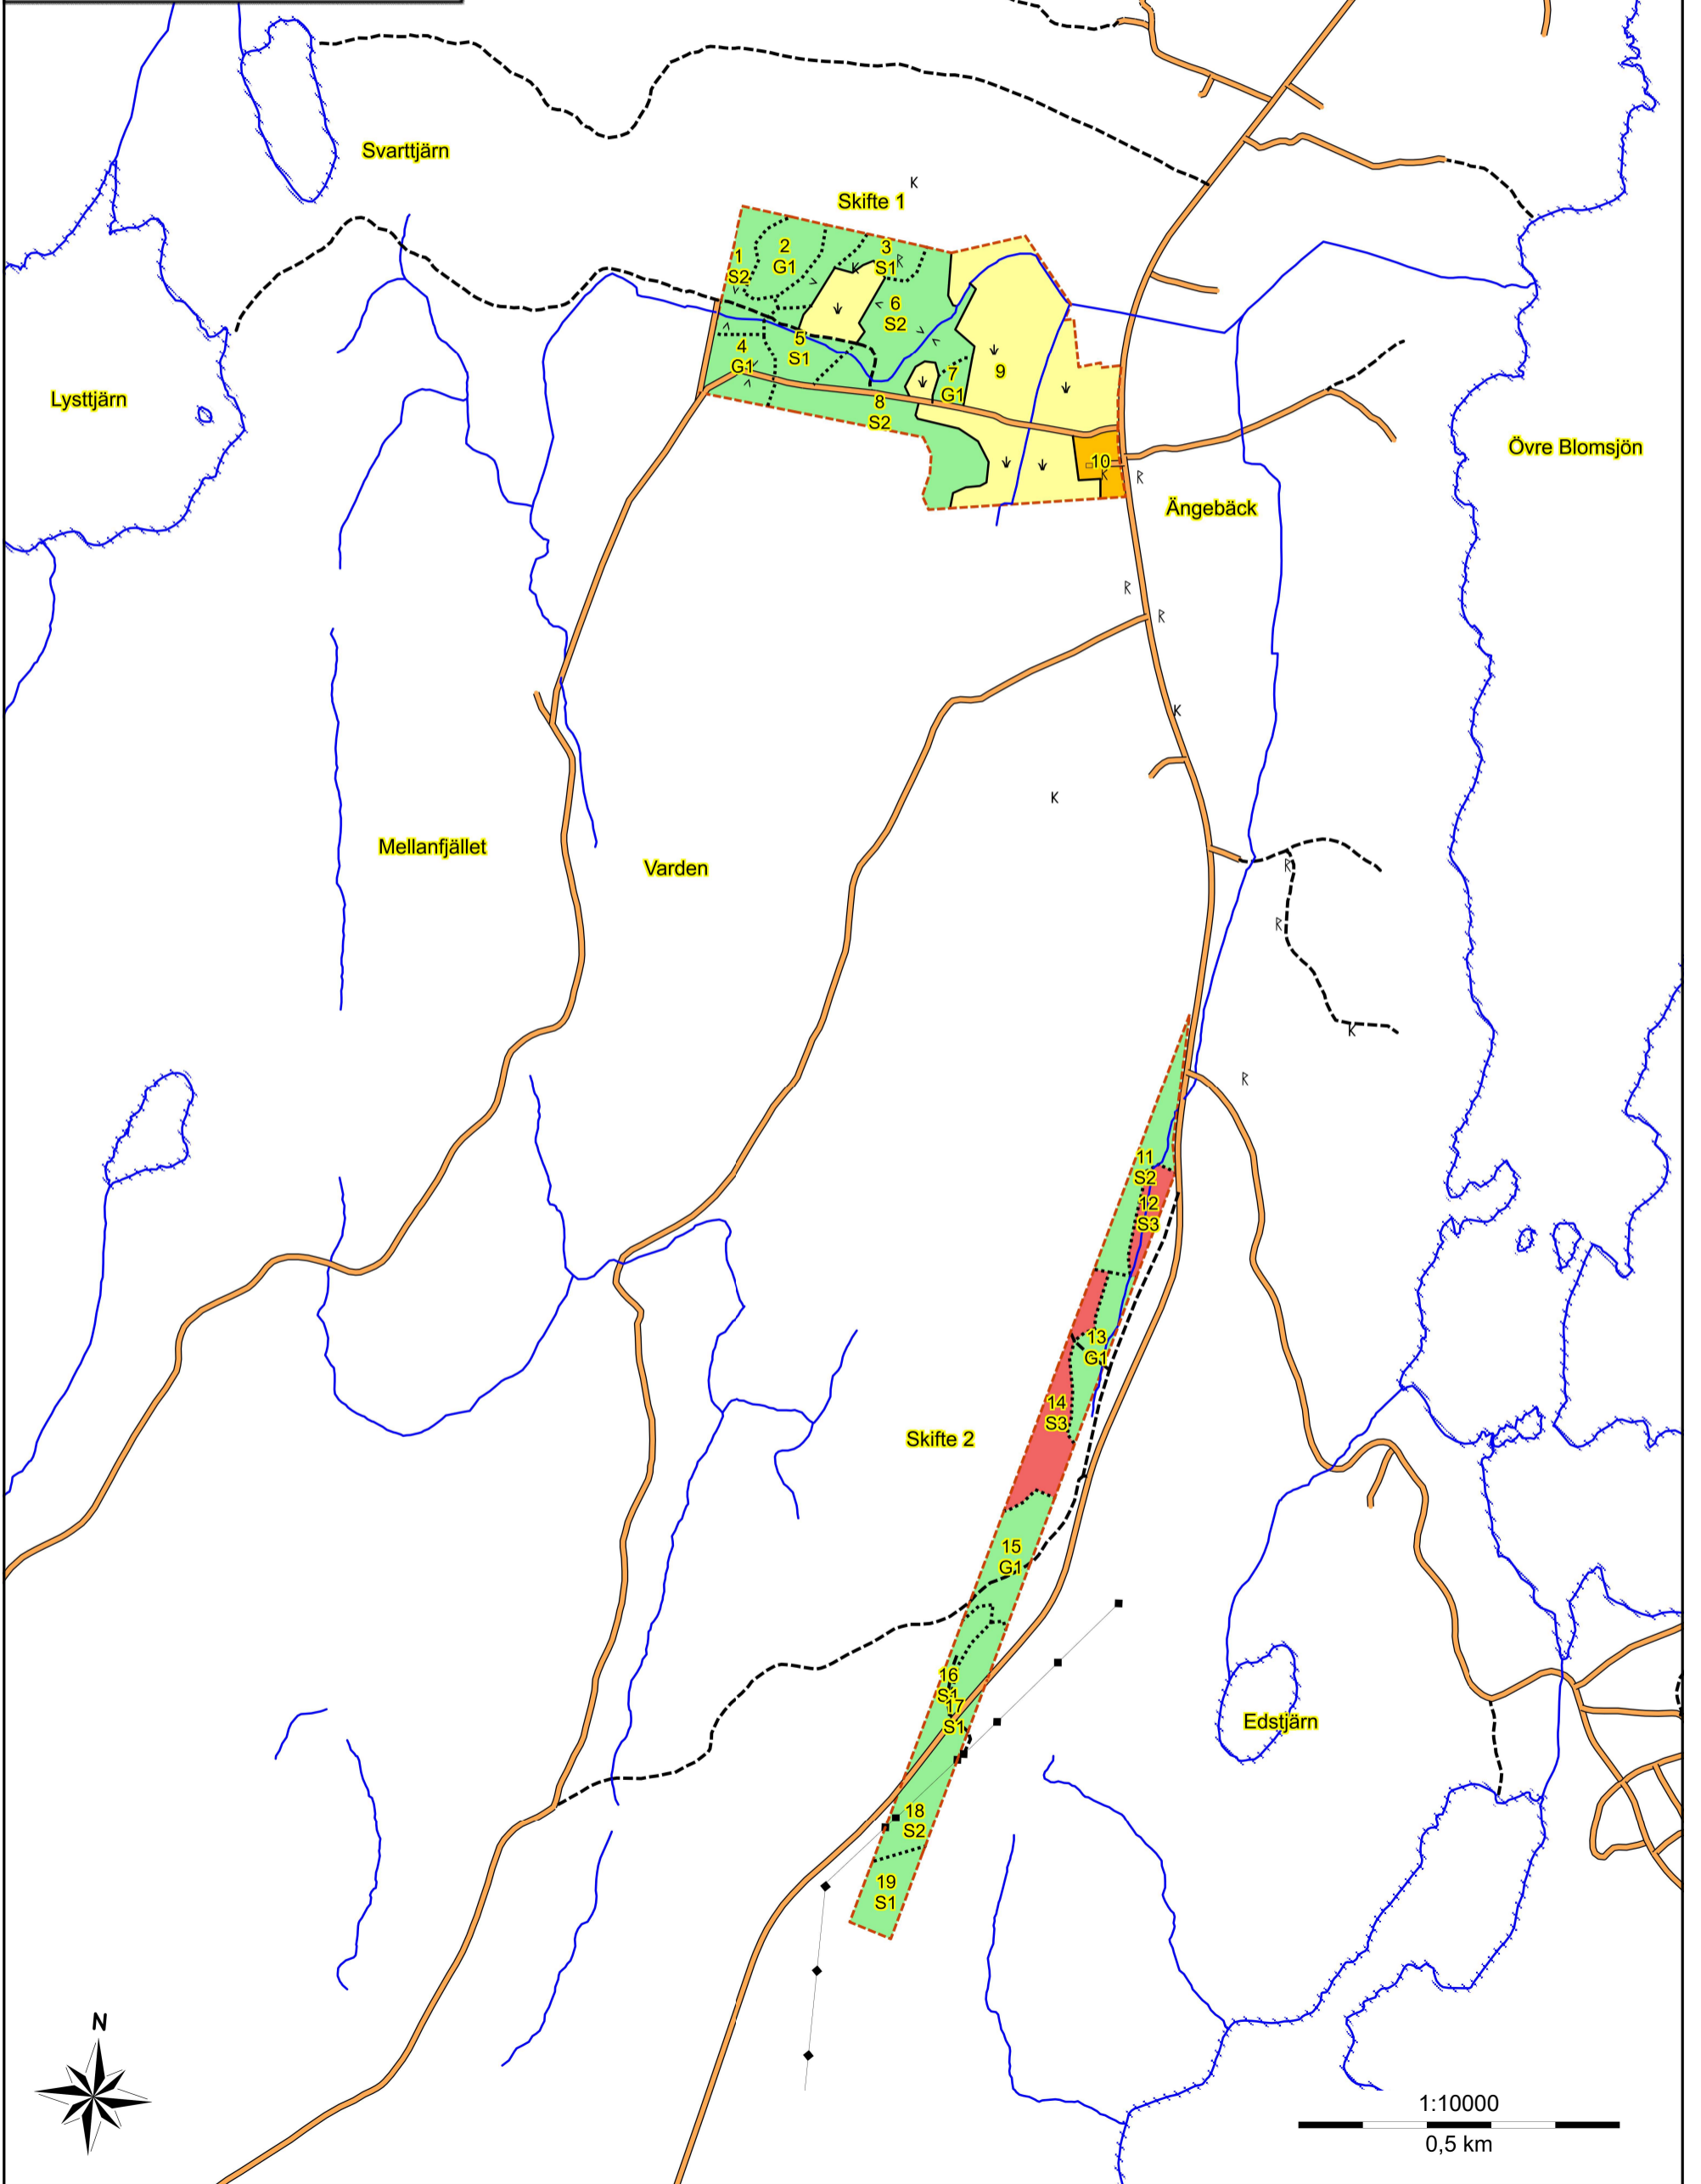 Svarttjärn
K
Skifte 1
1
S2
2
G1
3
S1
K
R
6
S2
4
G1
5
S1
7
G1
9
8
S2
10
K
R
Lysttjärn
Övre Blomsjön
Ängebäck
R
R
K
K
Mellanfjället
Varden
R
R
K
R
11
S2
12
S3
13
G1
14
S3
Skifte 2
15
G1
16
S1
17
S1
Edstjärn
18
S2
19
S1
N
1:10000
0,5 km